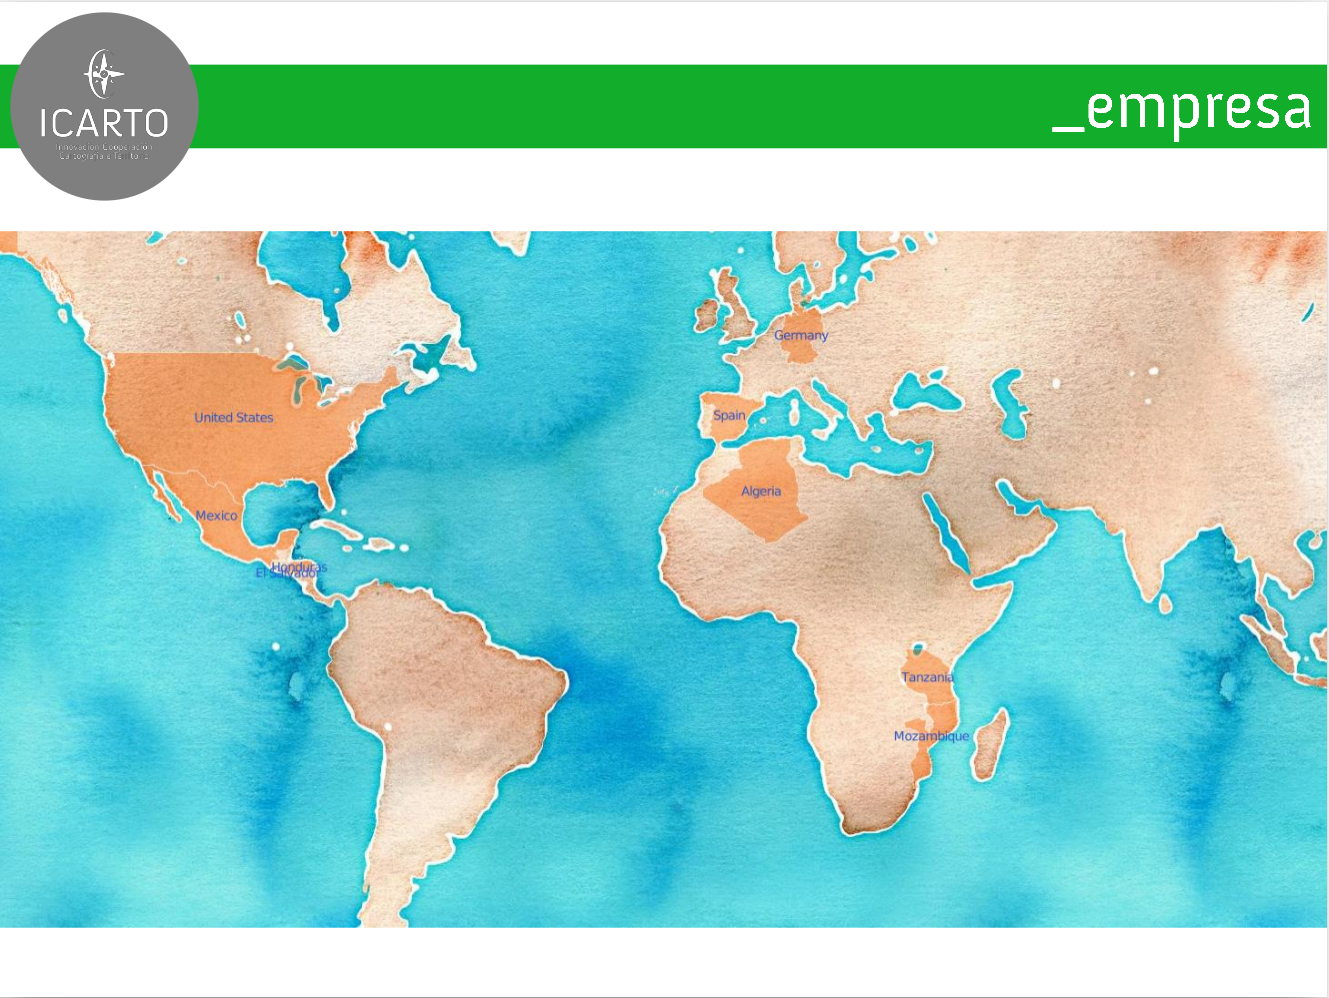 _empresa
ICARTO
Innovación Cooperación
Cartografía e Territorio
Germany
United States
Spain
Algeria
Mexico
Honduras
El Salvador
Tanzania
Mozambique